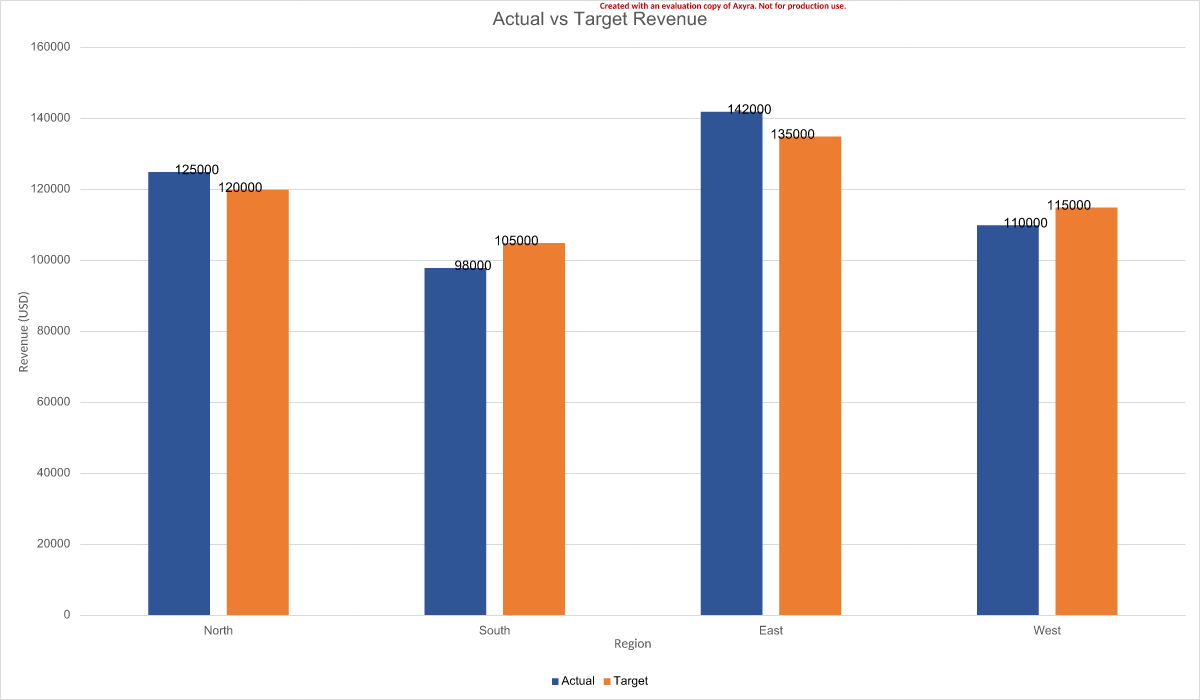 Created with an evaluation copy of Axyra. Not for production use.
Actual vs Target Revenue
160000
140000
120000
100000
80000
60000
40000
20000
0
Revenue (USD)
125000
120000
98000
105000
142000
135000
110000
115000
North
South
East
West
Region
Actual
Target